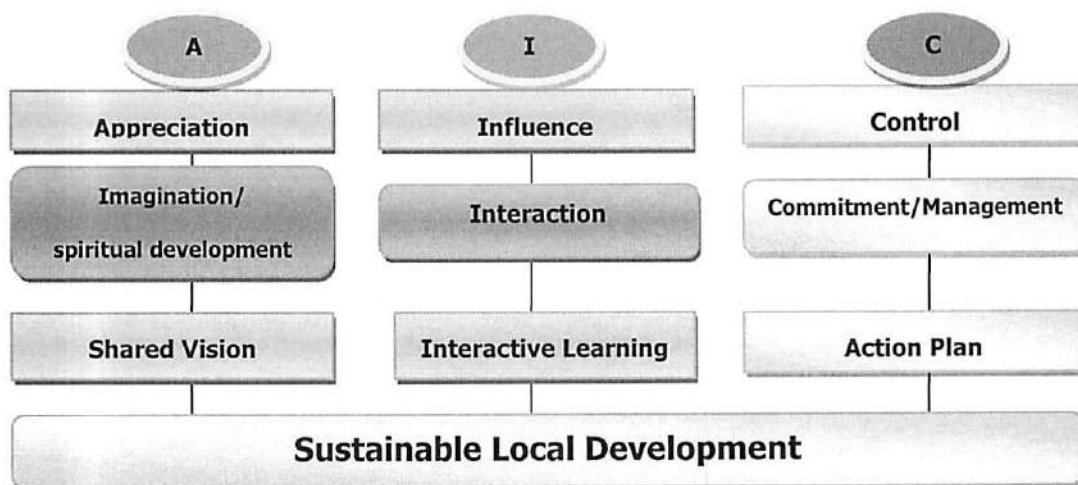 A
I
C
Appreciation
Influence
Control
Imagination/
spiritual development
Interaction
Commitment/Management
Shared Vision
Interactive Learning
Action Plan
Sustainable Local Development